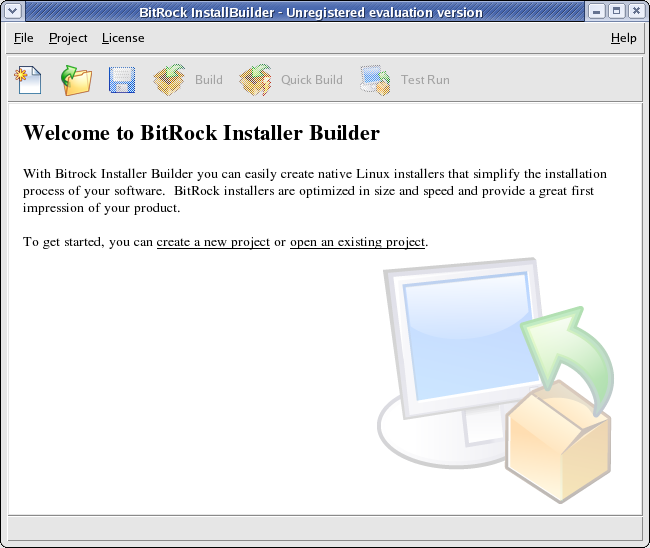 BitRock InstallBuilder - Unregistered evaluation version
File Project License Help
Build Quick Build Test Run
Welcome to BitRock Installer Builder
With Bitrock Installer Builder you can easily create native Linux installers that simplify the installation
process of your software.  BitRock installers are optimized in size and speed and provide a great first
impression of your product.
To get started, you can create a new project or open an existing project.